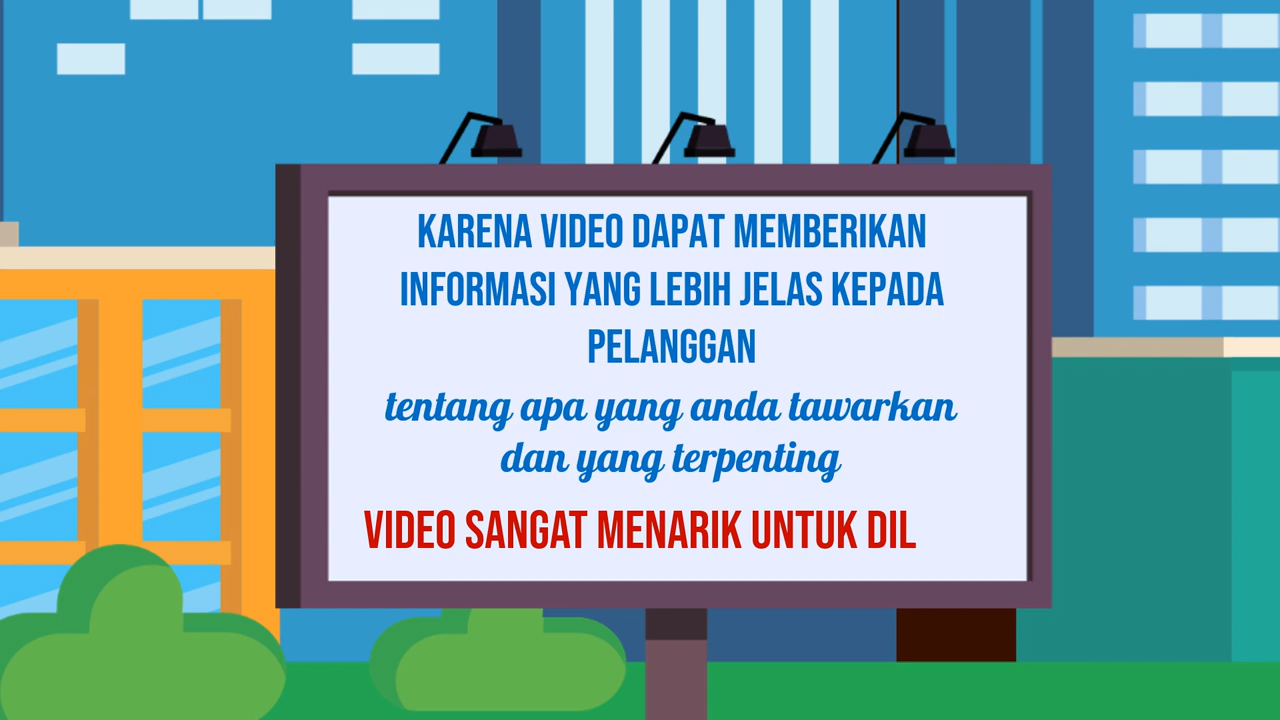 KARENA VIDEO DAPAT MEMBERIKAN
INFORMASI YANG LEBIH JELAS KEPADA
PELANGGAN
tentang apa yang anda tawarkan
dan yang terpenting
VIDEO SANGAT MENARIK UNTUK DIL